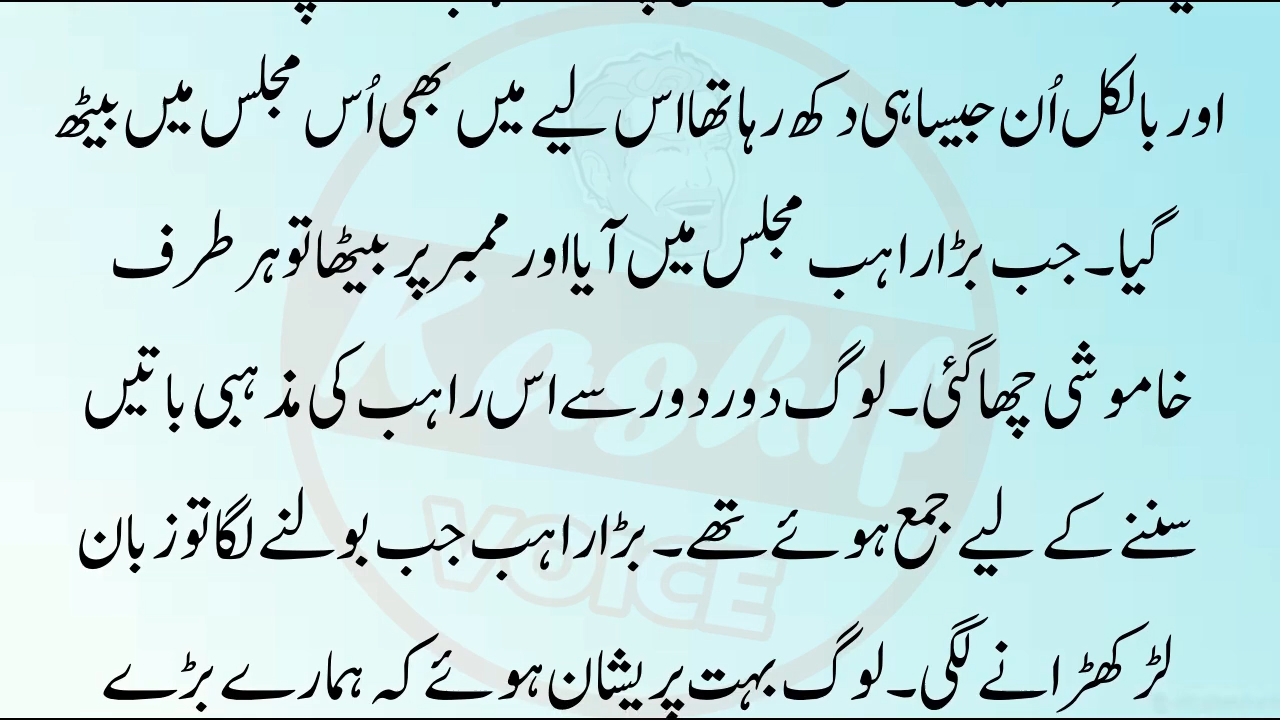 اور بالکل اُن جیسا ہی دکھ رہا تھا اس لیے میں بھی اُس مجلس میں بیٹھ
گیا۔ جب بڑا راہب مجلس میں آیا اور ممبر پر بیٹھا تو ہر طرف
خاموشی چھا گئی۔ لوگ دور دور سے اس راہب کی مذہبی باتیں
سننے کے لیے جمع ہوئے تھے۔ بڑا راہب جب بولنے لگا تو زبان
لڑکھڑانے لگی۔ لوگ بہت پریشان ہوئے کہ ہمارے بڑے
Kashif
VOICE